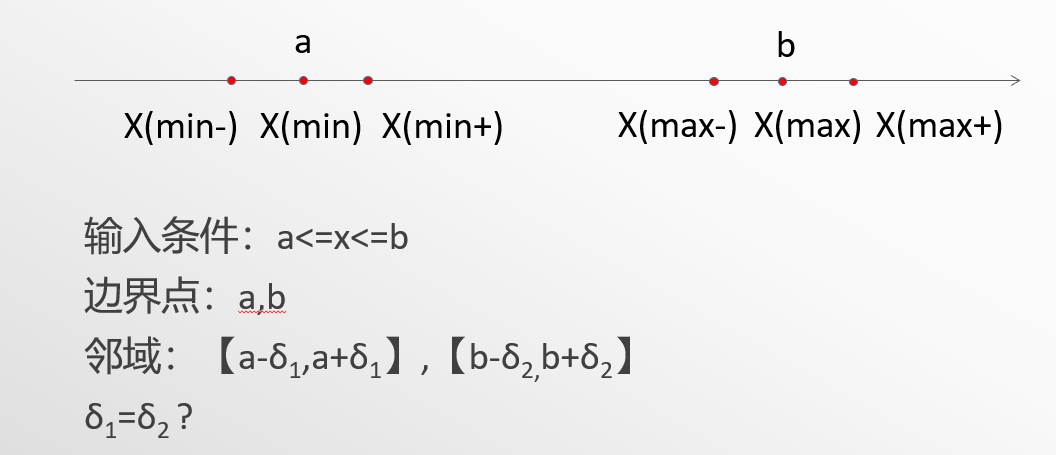 a b
X(min-) X(min) X(min+) X(max-) X(max) X(max+)
输入条件：a<=x<=b
边界点：a,b
邻域：【a-δ₁,a+δ₁】,【b-δ₂,b+δ₂】
δ₁=δ₂ ?